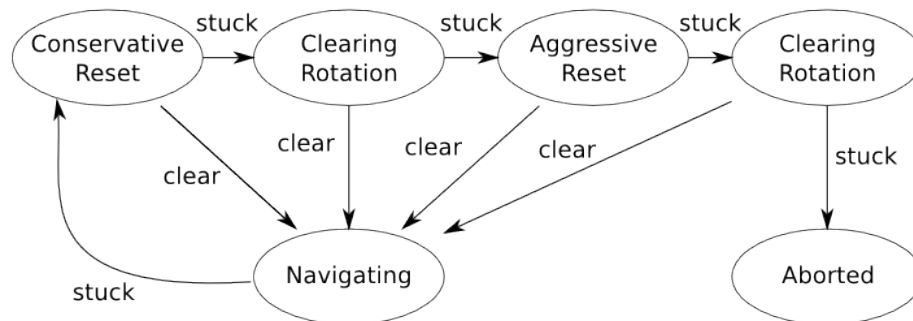 stuck
stuck
stuck
Conservative
Reset
Clearing
Rotation
Aggressive
Reset
Clearing
Rotation
clear
clear
clear
clear
stuck
Navigating
Aborted
stuck